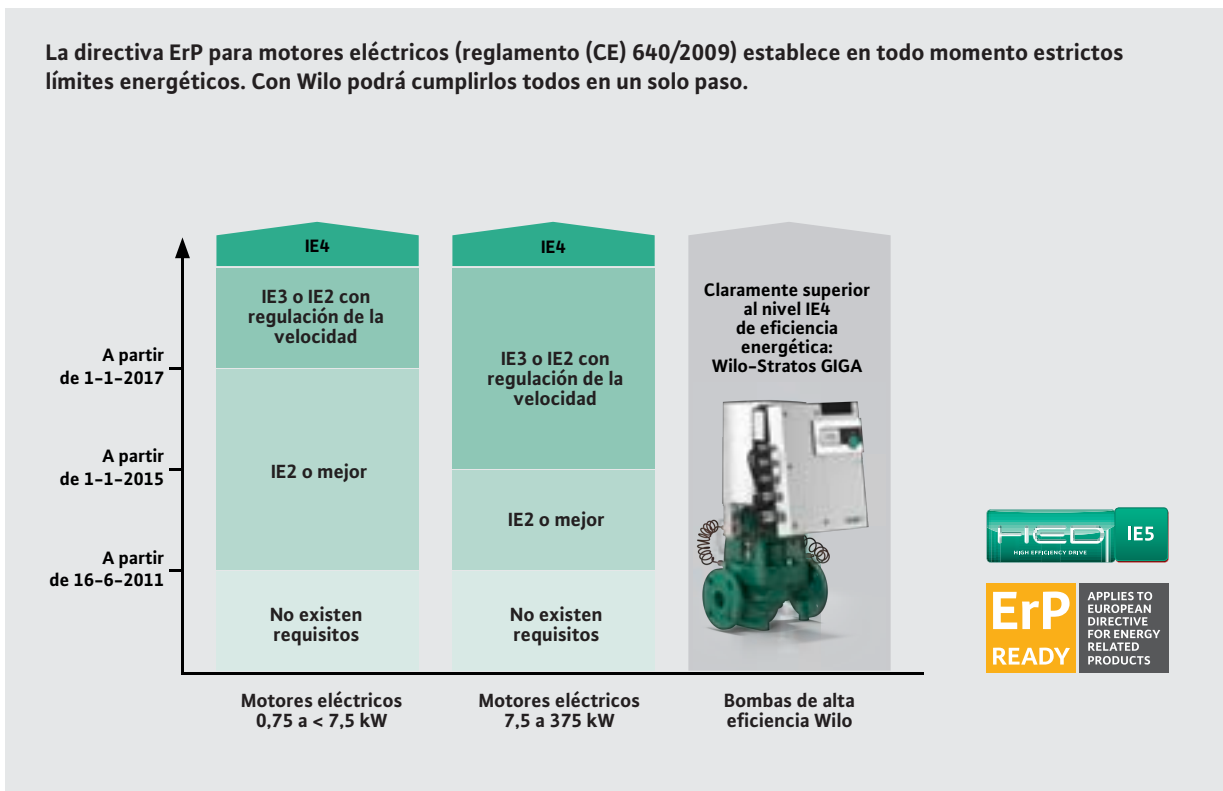 La directiva ErP para motores eléctricos (reglamento (CE) 640/2009) establece en todo momento estrictos
límites energéticos. Con Wilo podrá cumplirlos todos en un solo paso.
IE4
IE3 o IE2 con
regulación de la
velocidad
IE2 o mejor
No existen
requisitos
IE4
IE3 o IE2 con
regulación de la
velocidad
IE2 o mejor
No existen
requisitos
Claramente superior
al nivel IE4
de eficiencia
energética:
Wilo-Stratos GIGA
A partir
de 1-1-2017
A partir
de 1-1-2015
A partir
de 16-6-2011
Motores eléctricos
0,75 a < 7,5 kW
Motores eléctricos
7,5 a 375 kW
Bombas de alta
eficiencia Wilo
HED
HIGH EFFICIENCY DRIVE
IE5
ErP
READY
APPLIES TO
EUROPEAN
DIRECTIVE
FOR ENERGY
RELATED
PRODUCTS